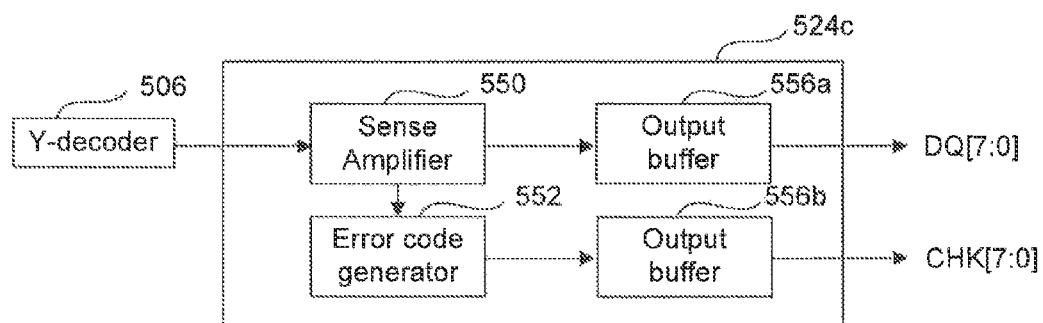 524c
506
550
556a
Y-decoder
Sense
Amplifier
Output
buffer
DQ[7:0]
552
556b
Error code
generator
Output
buffer
CHK[7:0]